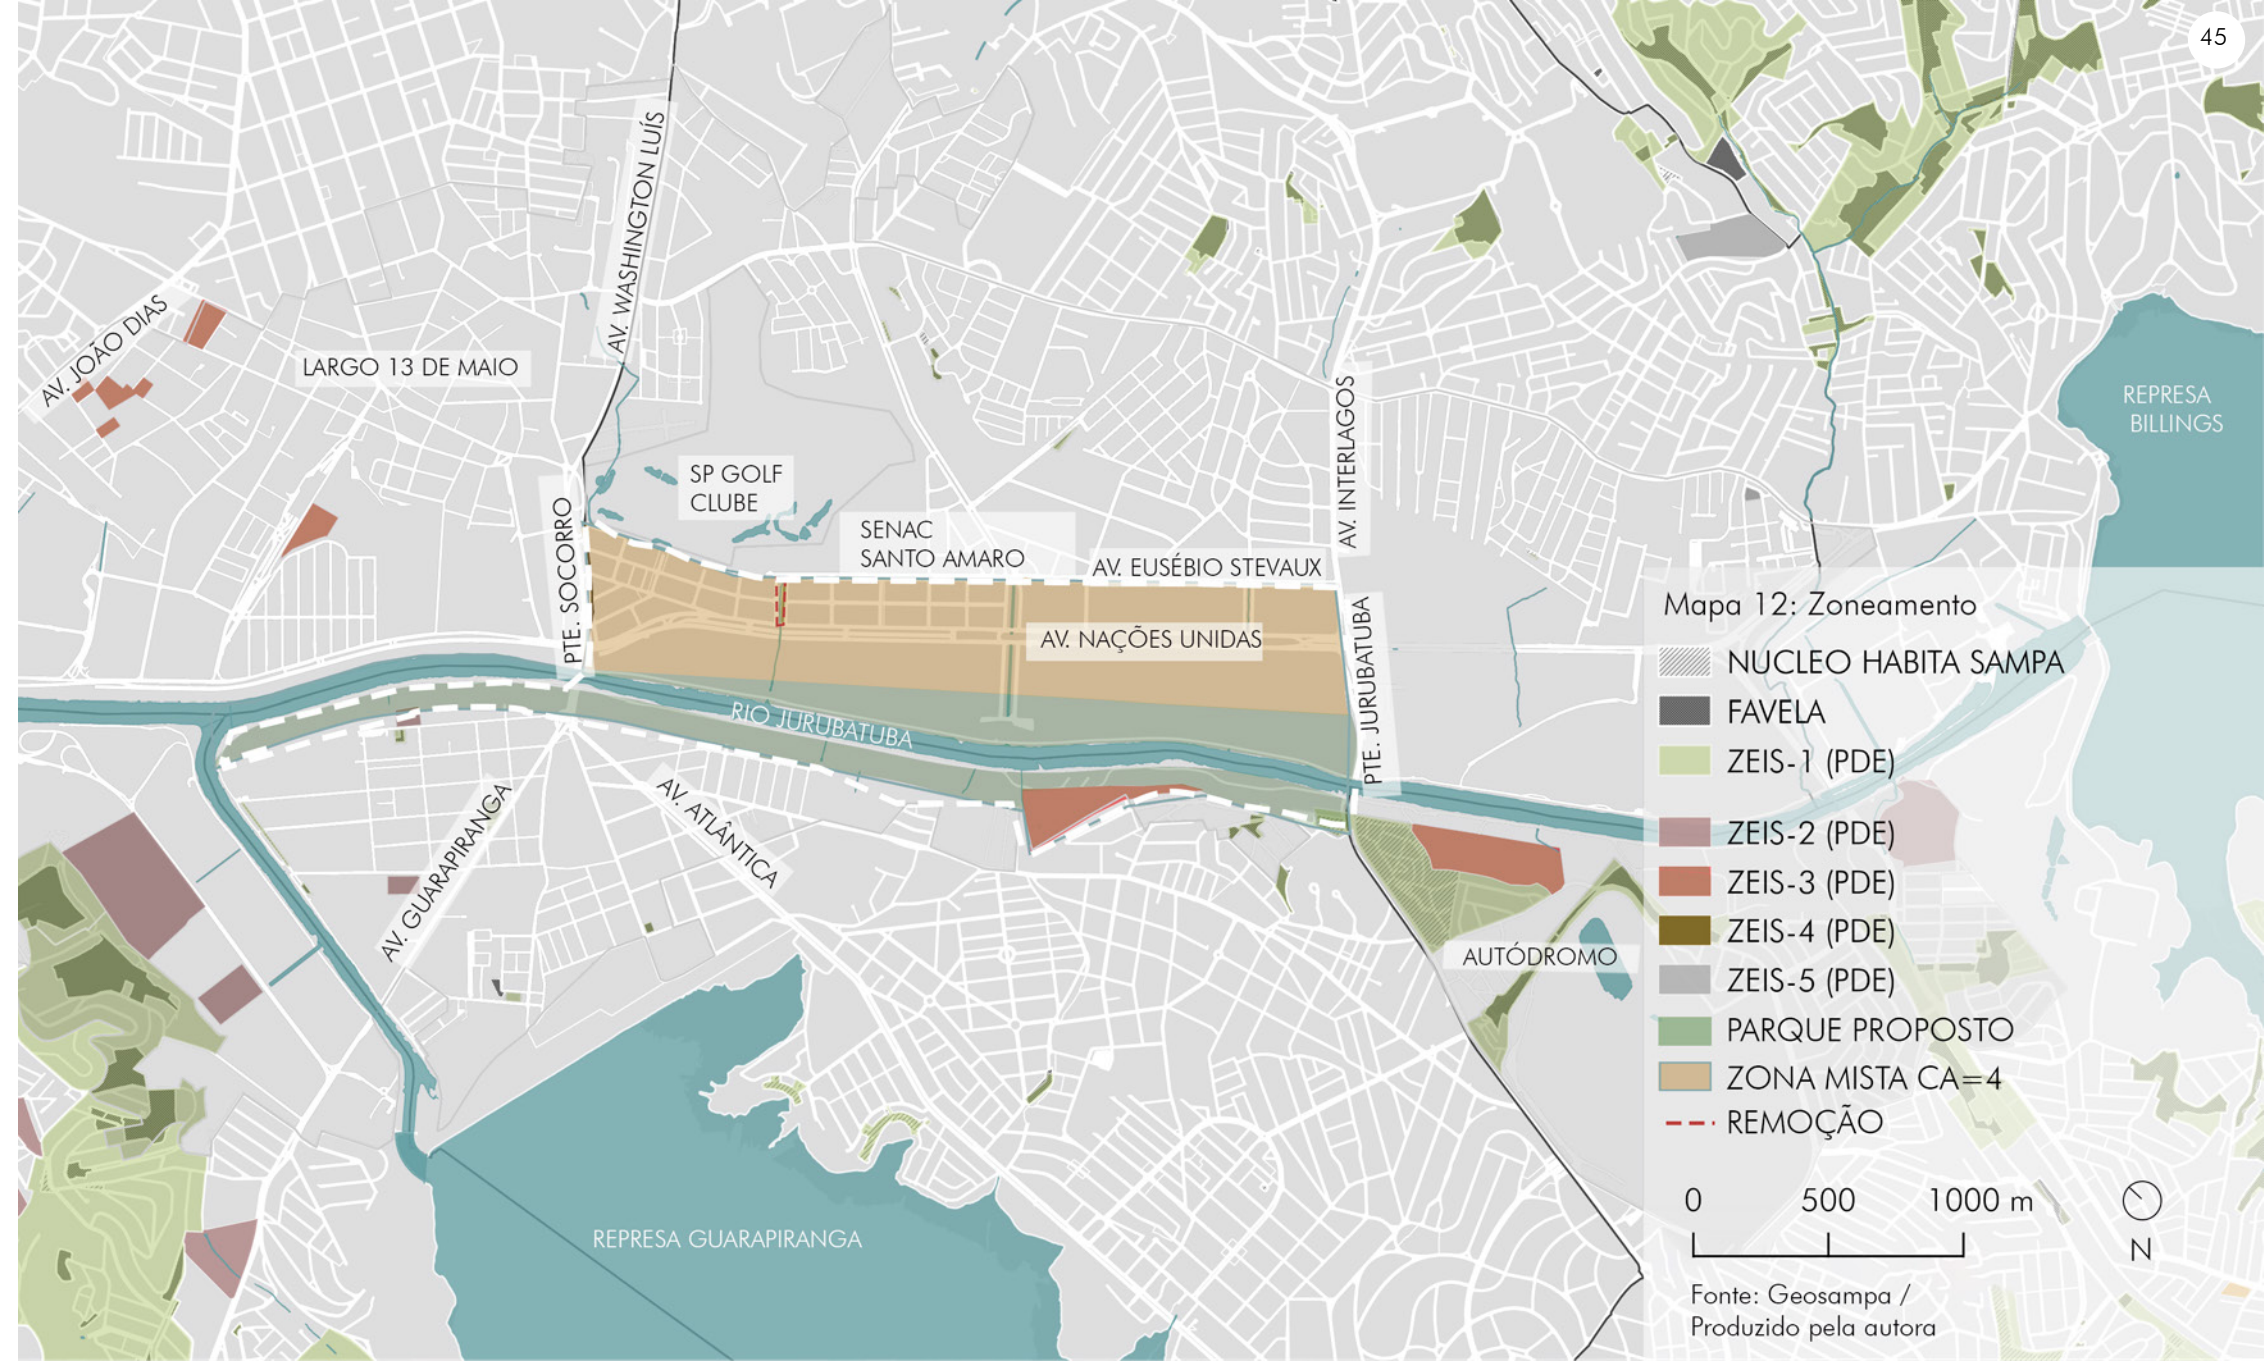 45
AV. WASHINGTON LUÍS
AV. JOÃO DIAS
LARGO 13 DE MAIO
REPRESA
BILLINGS
AV. INTERLAGOS
SP GOLF
CLUBE
PTE. SOCORRO
SENAC
SANTO AMARO
AV. EUSÉBIO STEVAUX
AV. NAÇÕES UNIDAS
PTE. JURUBATUBA
RIO JURUBATUBA
AV. GUARAPIRANGA
AV. ATLÂNTICA
AUTÓDROMO
REPRESA GUARAPIRANGA
Mapa 12: Zoneamento
NUCLEO HABITA SAMPA
FAVELA
ZEIS-1 (PDE)
ZEIS-2 (PDE)
ZEIS-3 (PDE)
ZEIS-4 (PDE)
ZEIS-5 (PDE)
PARQUE PROPOSTO
ZONA MISTA CA=4
REMOÇÃO
0 500 1000 m
N
Fonte: Geosampa /
Produzido pela autora